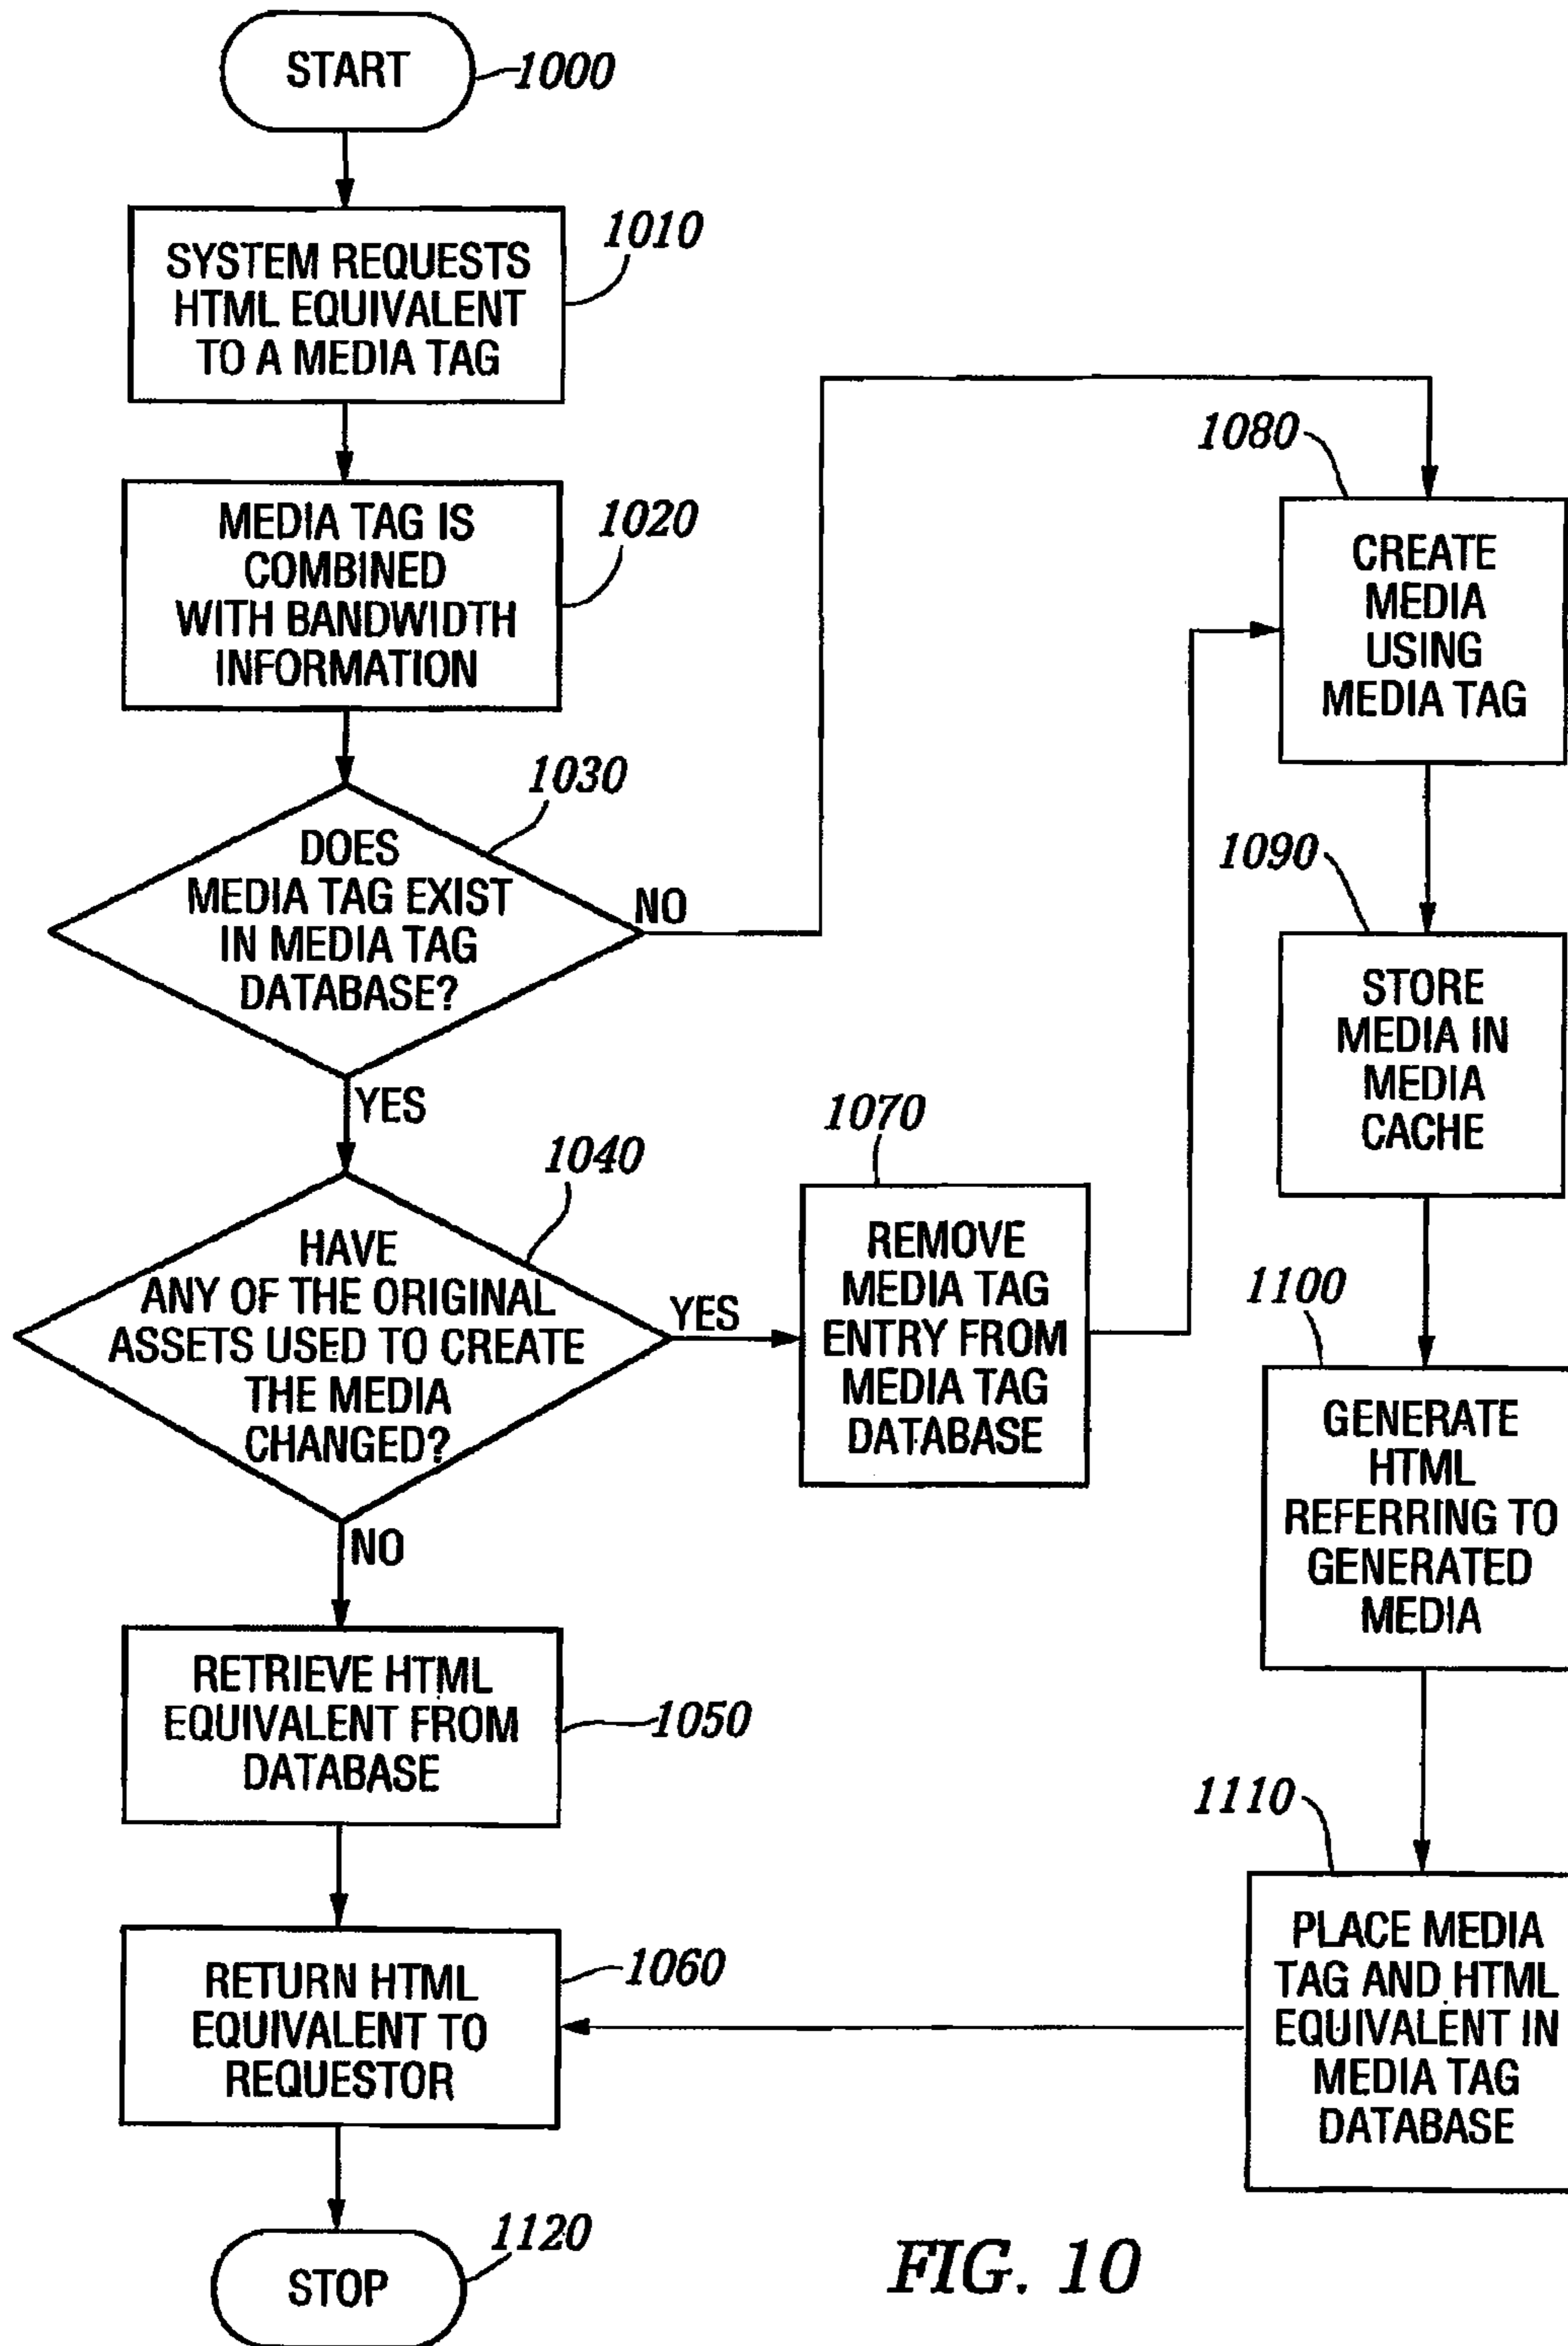 START
1000
SYSTEM REQUESTS
HTML EQUIVALENT
TO A MEDIA TAG
1010
MEDIA TAG IS
COMBINED
WITH BANDWIDTH
INFORMATION
1020
DOES
MEDIA TAG EXIST
IN MEDIA TAG
DATABASE?
1030
NO
YES
HAVE
ANY OF THE ORIGINAL
ASSETS USED TO CREATE
THE MEDIA
CHANGED?
1040
YES
NO
RETRIEVE HTML
EQUIVALENT FROM
DATABASE
1050
RETURN HTML
EQUIVALENT TO
REQUESTOR
1060
STOP
1120
1070
REMOVE
MEDIA TAG
ENTRY FROM
MEDIA TAG
DATABASE
1080
CREATE
MEDIA
USING
MEDIA TAG
1090
STORE
MEDIA IN
MEDIA
CACHE
1100
GENERATE
HTML
REFERRING TO
GENERATED
MEDIA
1110
PLACE MEDIA
TAG AND HTML
EQUIVALENT IN
MEDIA TAG
DATABASE
FIG. 10